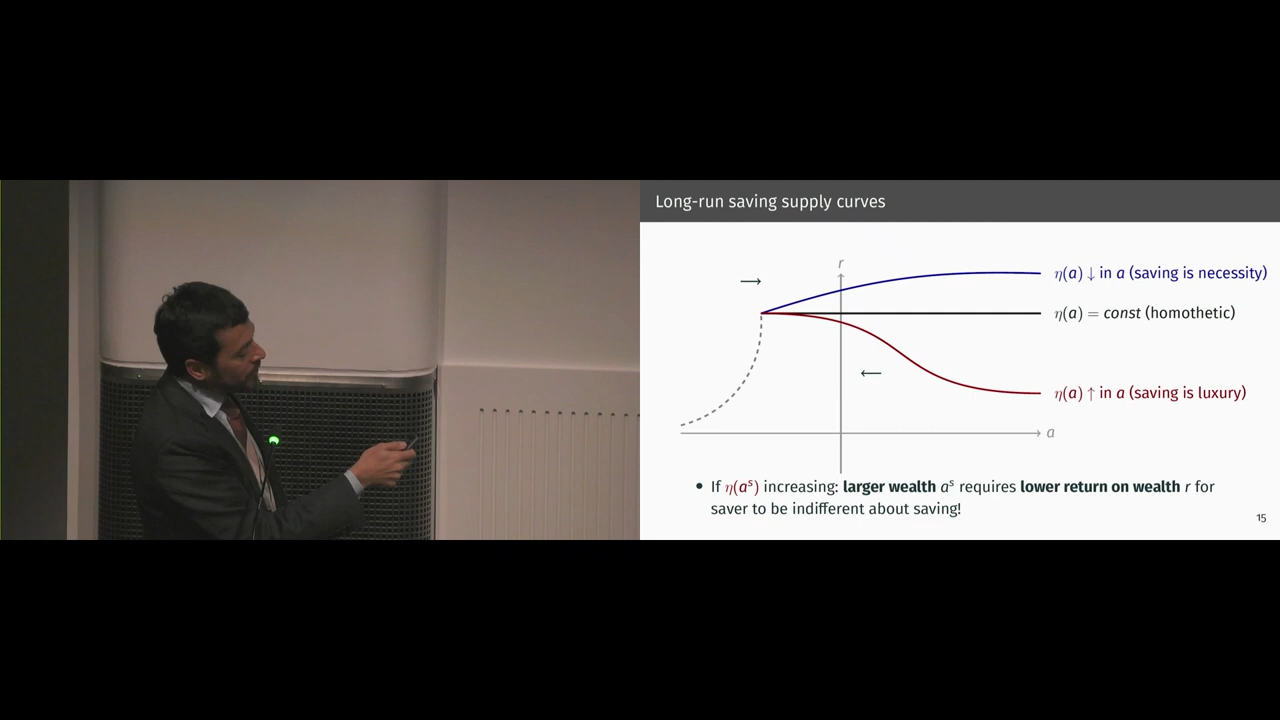 Long-run saving supply curves
r
η(a) ↓ in a (saving is necessity)
η(a) = const (homothetic)
η(a) ↑ in a (saving is luxury)
a
• If η(aˢ) increasing: larger wealth aˢ requires lower return on wealth r for
saver to be indifferent about saving!
15